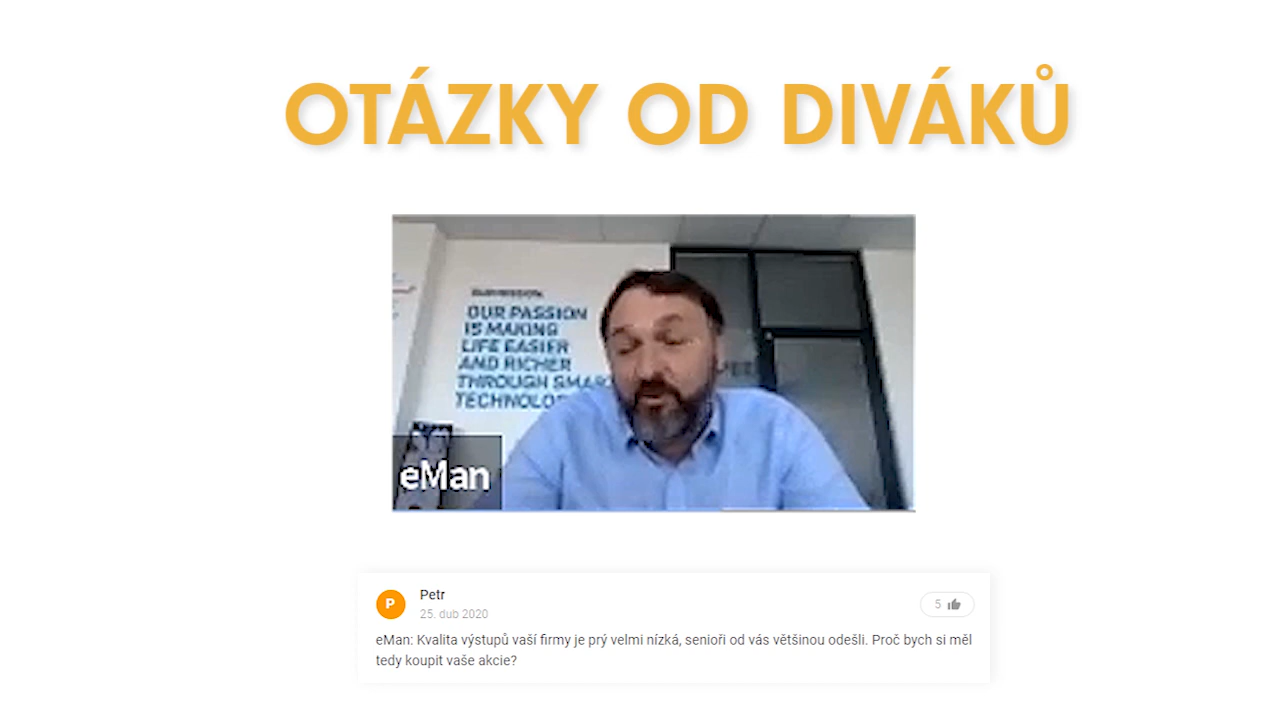 OTÁZKY OD DIVÁKŮ
OUR PASSION
IS MAKING
LIFE EASIER
AND RICHER
THROUGH
eMan
P
Petr
25. dub 2020
5
eMan: Kvalita výstupů vaší firmy je prý velmi nízká, senioři od vás většinou odešli. Proč bych si měl
tedy koupit vaše akcie?